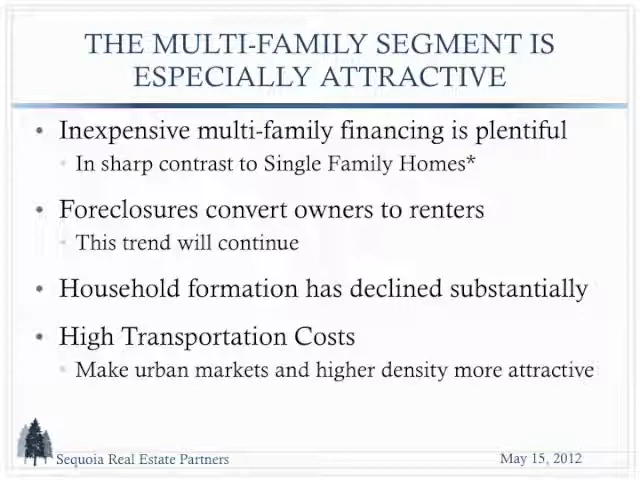 THE MULTI-FAMILY SEGMENT IS
ESPECIALLY ATTRACTIVE
• Inexpensive multi-family financing is plentiful
• In sharp contrast to Single Family Homes*
• Foreclosures convert owners to renters
• This trend will continue
• Household formation has declined substantially
• High Transportation Costs
• Make urban markets and higher density more attractive
Sequoia Real Estate Partners
May 15, 2012